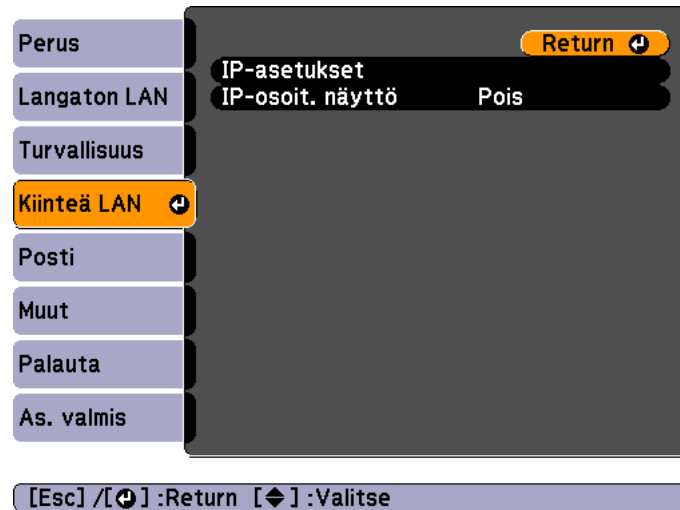 Perus
Langaton LAN
Turvallisuus
Kiinteä LAN
Posti
Muut
Palauta
As. valmis
Return
IP-asetukset
IP-osoit. näyttö Pois
[Esc] /[ ] :Return [ ] :Valitse